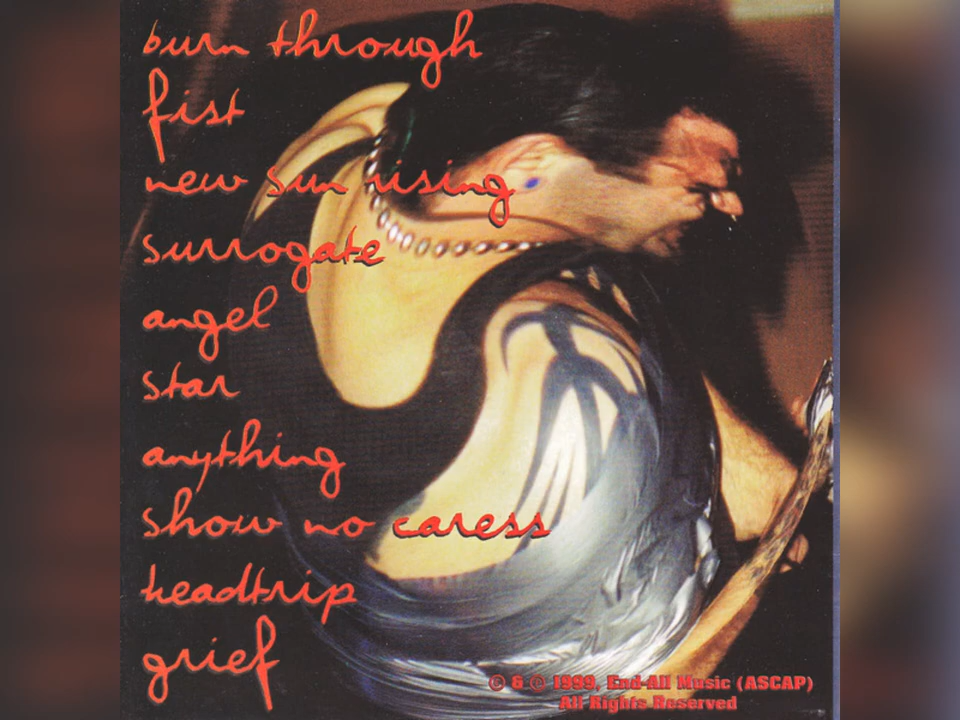 burn through
fist
new sun rising
surrogate
angel
star
anything
show no caress
headtrip
grief
© & © 1999, End-All Music (ASCAP)
All Rights Reserved